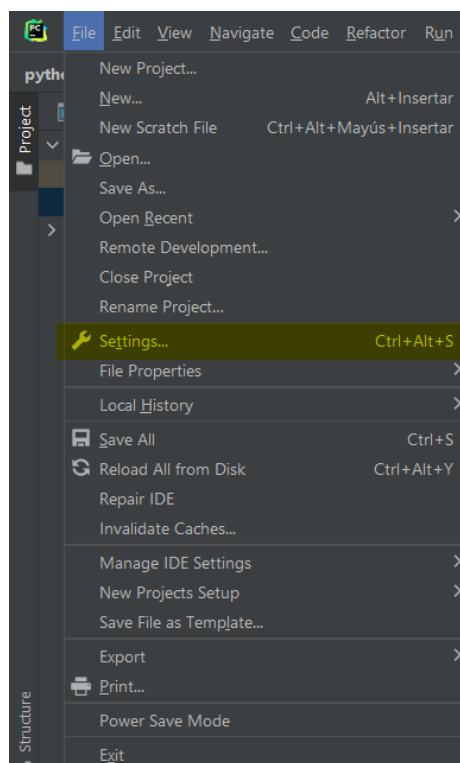 PC File Edit View Navigate Code Refactor Run
pyth
New Project...
New... Alt+Insertar
New Scratch File Ctrl+Alt+Mayús+Insertar
Open...
Save As...
Open Recent
Remote Development...
Close Project
Rename Project...
Settings... Ctrl+Alt+S
File Properties
Local History
Save All Ctrl+S
Reload All from Disk Ctrl+Alt+Y
Repair IDE
Invalidate Caches...
Manage IDE Settings
New Projects Setup
Save File as Template...
Export
Print...
Power Save Mode
Exit
Project
Structure